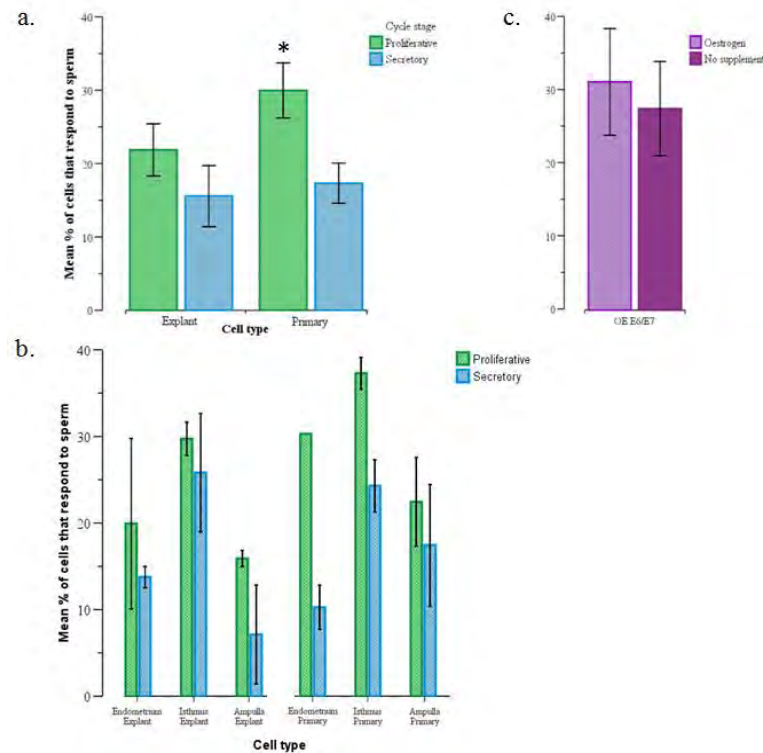 a.
Mean % of cells that respond to sperm
40
30
20
10
0
*
Cycle stage
Proliferative
Secretory
Explant
Primary
Cell type
c.
40
30
20
10
0
Oestrogen
No supplement
OE E6/E7
b.
Mean % of cells that respond to sperm
40
30
20
10
0
Proliferative
Secretory
Endometrium Isthmus Ampulla Endometrium Isthmus Ampulla
Explant Explant Explant Primary Primary Primary
Cell type